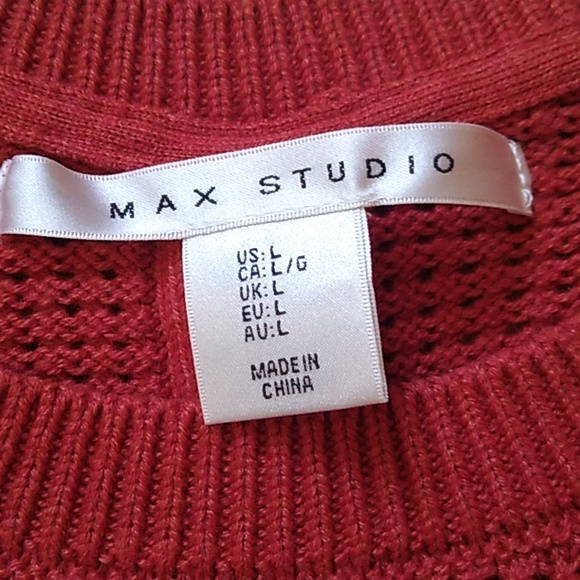 MAX STUDIO
US: L
CA: L/G
UK: L
EU: L
AU: L
MADE IN
CHINA